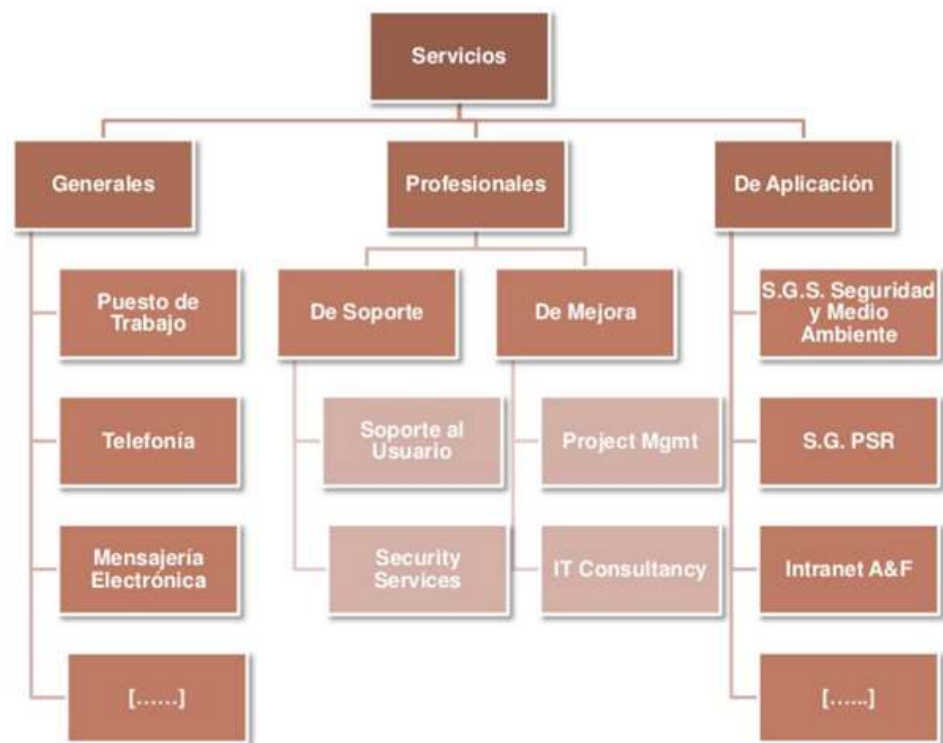 Servicios
Generales
Profesionales
De Aplicación
Puesto de
Trabajo
De Soporte
De Mejora
S.G.S. Seguridad
y Medio
Ambiente
Telefonía
Soporte al
Usuario
Project Mgmt
S.G. PSR
Mensajería
Electrónica
Security
Services
IT Consultancy
Intranet A&F
[……]
[…...]